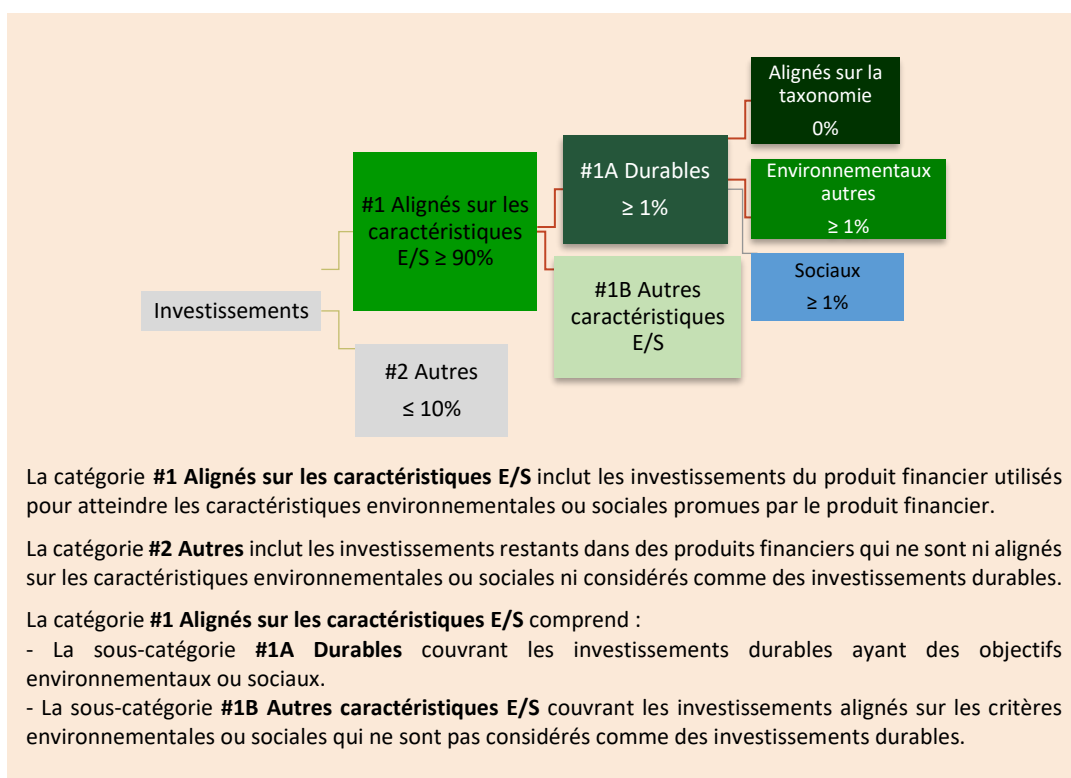 Alignés sur la
taxonomie
0%
#1A Durables
≥ 1%
Environnementaux
autres
≥ 1%
#1 Alignés sur les
caractéristiques
E/S ≥ 90%
Sociaux
≥ 1%
#1B Autres
caractéristiques
E/S
Investissements
#2 Autres
≤ 10%
La catégorie #1 Alignés sur les caractéristiques E/S inclut les investissements du produit financier utilisés
pour atteindre les caractéristiques environnementales ou sociales promues par le produit financier.
La catégorie #2 Autres inclut les investissements restants dans des produits financiers qui ne sont ni alignés
sur les caractéristiques environnementales ou sociales ni considérés comme des investissements durables.
La catégorie #1 Alignés sur les caractéristiques E/S comprend :
- La sous-catégorie #1A Durables couvrant les investissements durables ayant des objectifs
environnementaux ou sociaux.
- La sous-catégorie #1B Autres caractéristiques E/S couvrant les investissements alignés sur les critères
environnementales ou sociales qui ne sont pas considérés comme des investissements durables.